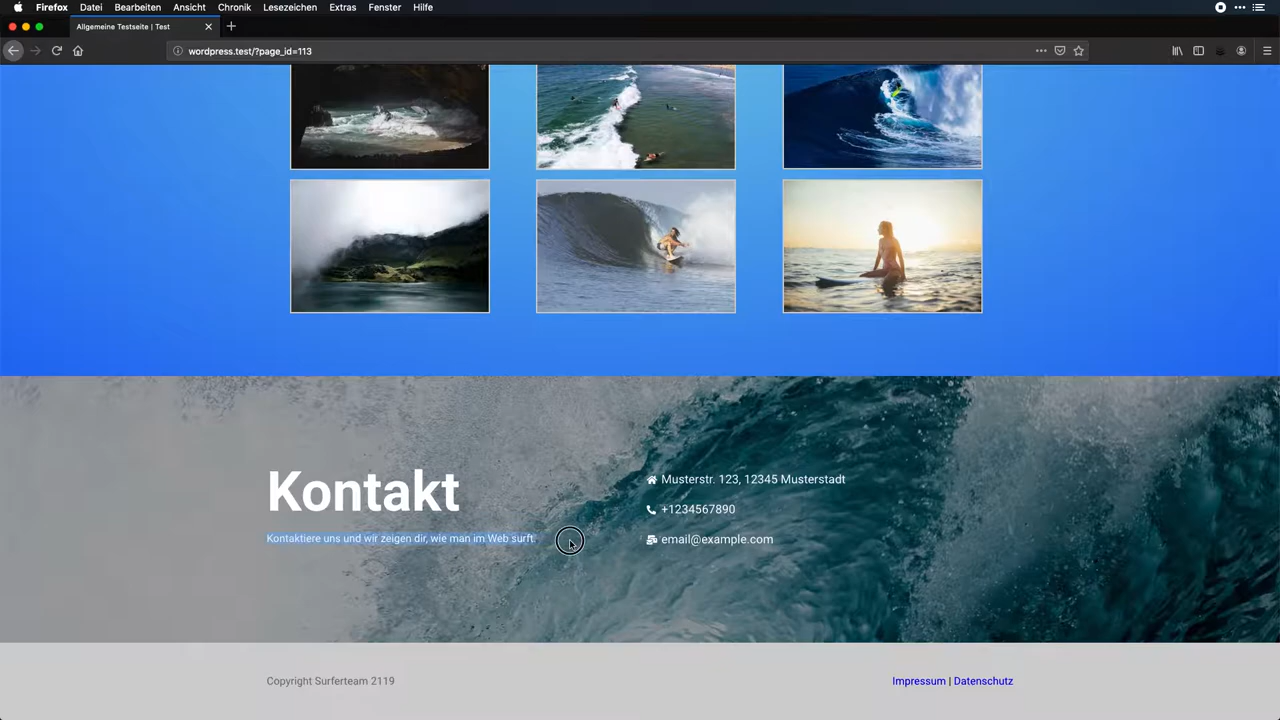 Firefox Datei Bearbeiten Ansicht Chronik Lesezeichen Extras Fenster Hilfe
Allgemeine Testseite | Test
wordpress.test/?page_id=113
Kontakt
Kontaktiere uns und wir zeigen dir, wie man im Web surft.
Musterstr. 123, 12345 Musterstadt
+1234567890
email@example.com
Copyright Surferteam 2119
Impressum | Datenschutz